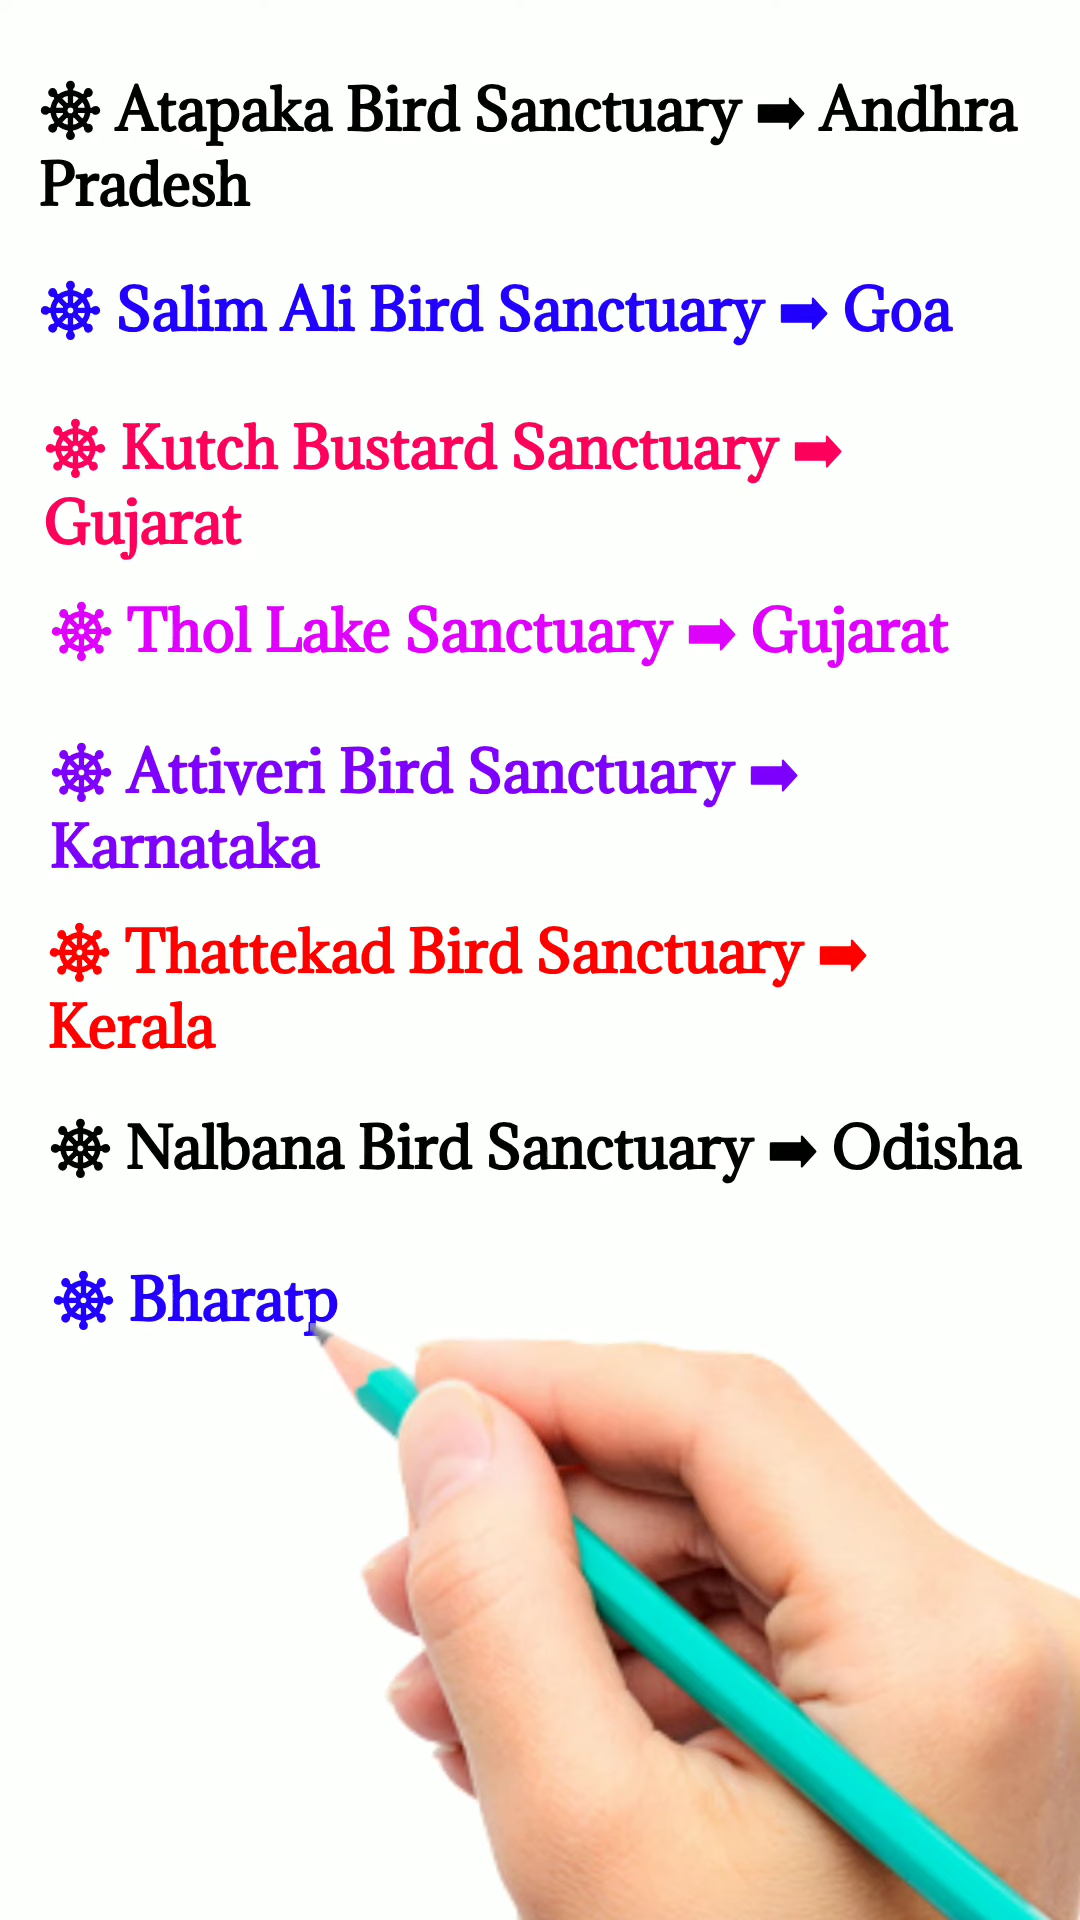 ☸ Atapaka Bird Sanctuary ➡ Andhra
Pradesh
☸ Salim Ali Bird Sanctuary ➡ Goa
☸ Kutch Bustard Sanctuary ➡
Gujarat
☸ Thol Lake Sanctuary ➡ Gujarat
☸ Attiveri Bird Sanctuary ➡
Karnataka
☸ Thattekad Bird Sanctuary ➡
Kerala
☸ Nalbana Bird Sanctuary ➡ Odisha
☸ Bharatp